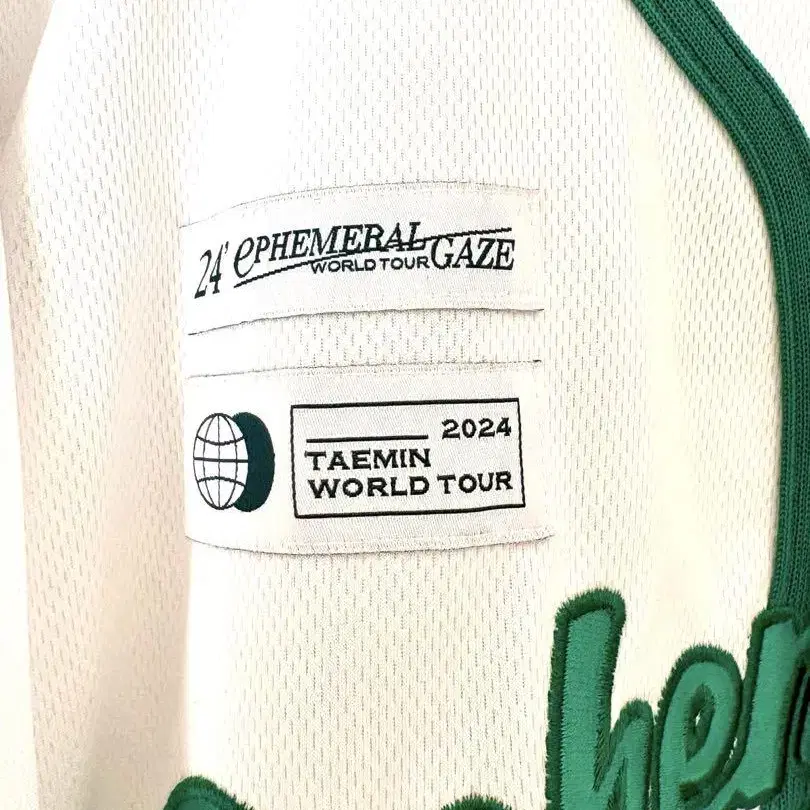 24' ePHEMERAL GAZE
WORLD TOUR
2024
TAEMIN
WORLD TOUR